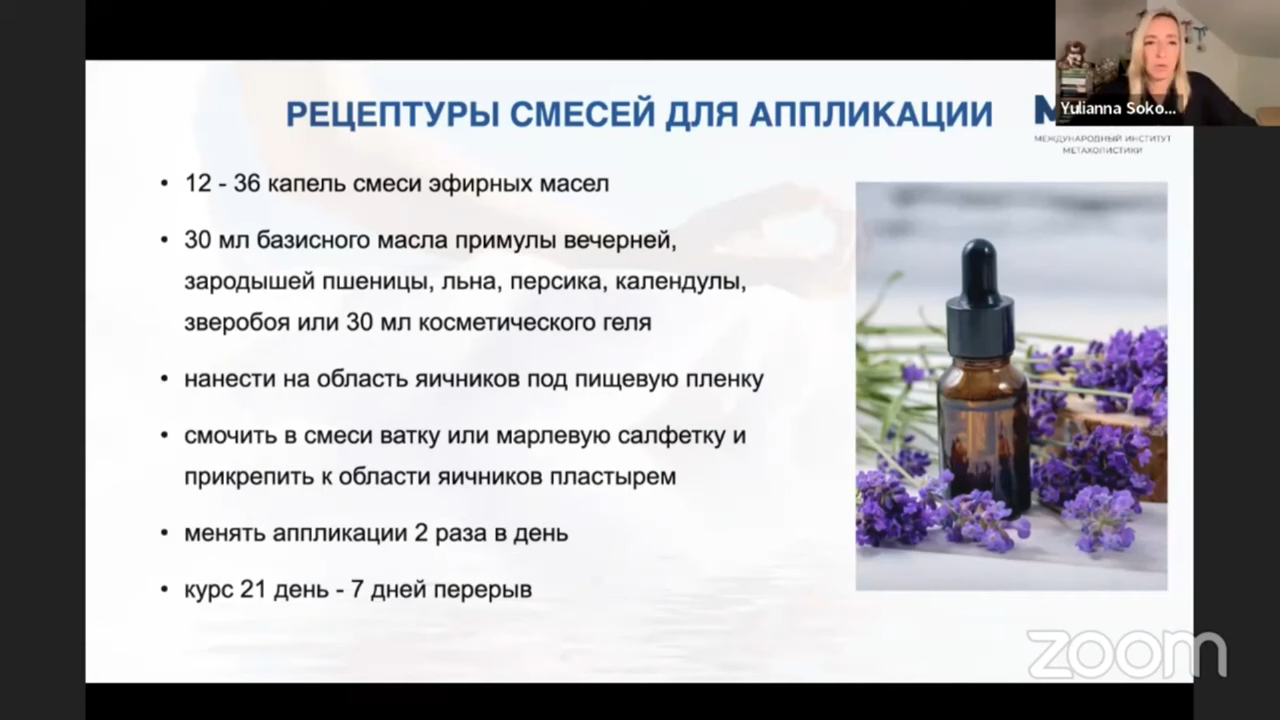 Yulianna Soko...
РЕЦЕПТУРЫ СМЕСЕЙ ДЛЯ АППЛИКАЦИИ
МЕЖДУНАРОДНЫЙ ИНСТИТУТ
МЕТАХОЛИСТИКИ
• 12 - 36 капель смеси эфирных масел
• 30 мл базисного масла примулы вечерней,
зародышей пшеницы, льна, персика, календулы,
зверобоя или 30 мл косметического геля
• нанести на область яичников под пищевую пленку
• смочить в смеси ватку или марлевую салфетку и
прикрепить к области яичников пластырем
• менять аппликации 2 раза в день
• курс 21 день - 7 дней перерыв
zoom